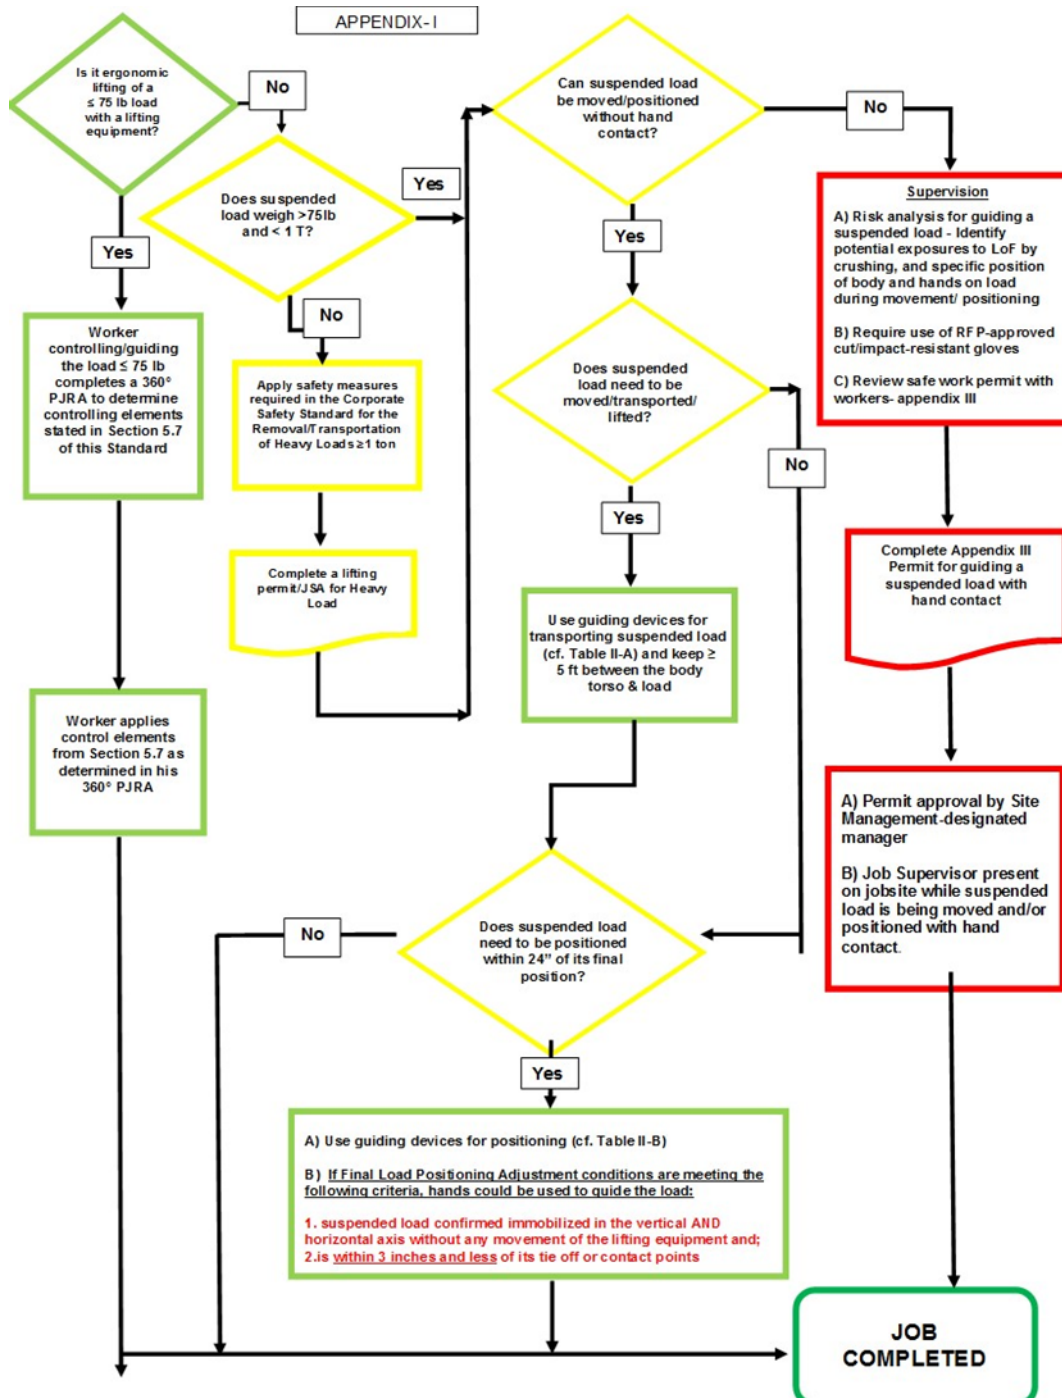 APPENDIX- I
Is it ergonomic
lifting of a
≤ 75 lb load
with a lifting
equipment?
No
Yes
Does suspended
load weigh >75lb
and < 1 T?
Yes
No
Worker
controlling/guiding
the load ≤ 75 lb
completes a 360°
PJRA to determine
controlling elements
stated in Section 5.7
of this Standard
Apply safety measures
required in the Corporate
Safety Standard for the
Removal/Transportation
of Heavy Loads ≥1 ton
Complete a lifting
permit/JSA for Heavy
Load
Worker applies
control elements
from Section 5.7 as
determined in his
360° PJRA
Can suspended load
be moved/positioned
without hand
contact?
No
Yes
Does suspended
load need to be
moved/transported/
lifted?
No
Yes
Use guiding devices for
transporting suspended load
(cf. Table II-A) and keep ≥
5 ft between the body
torso & load
Does suspended load
need to be positioned
within 24” of its final
position?
No
Yes
A) Use guiding devices for positioning (cf. Table II-B)
B) If Final Load Positioning Adjustment conditions are meeting the
following criteria, hands could be used to guide the load:
1. suspended load confirmed immobilized in the vertical AND
horizontal axis without any movement of the lifting equipment and;
2.is within 3 inches and less of its tie off or contact points
Supervision
A) Risk analysis for guiding a
suspended load - Identify
potential exposures to LoF by
crushing, and specific position
of body and hands on load
during movement/ positioning
B) Require use of RFP-approved
cut/impact-resistant gloves
C) Review safe work permit with
workers- appendix III
Complete Appendix III
Permit for guiding a
suspended load with
hand contact
A) Permit approval by Site
Management-designated
manager
B) Job Supervisor present
on jobsite while suspended
load is being moved and/or
positioned with hand
contact.
JOB
COMPLETED